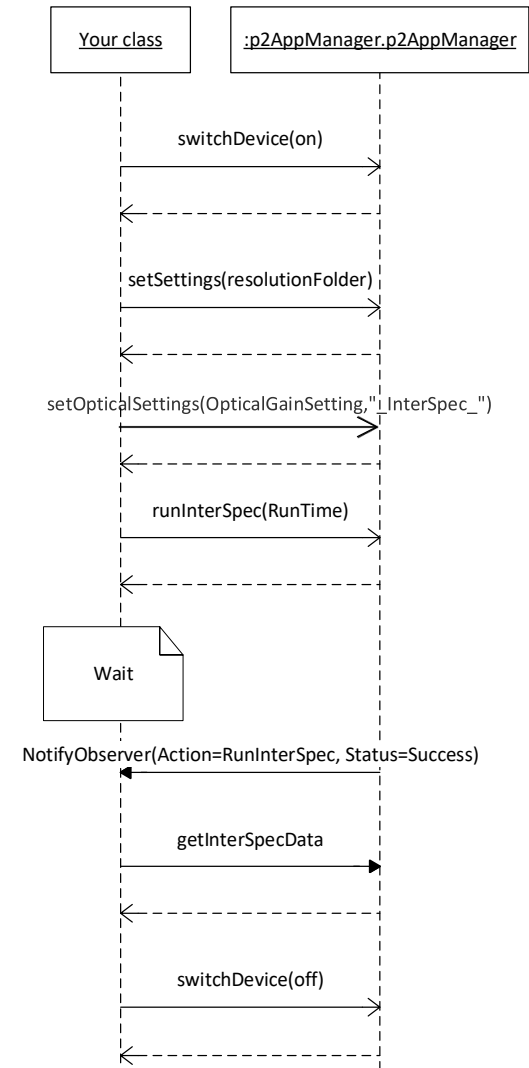 Your class
:p2AppManager.p2AppManager
switchDevice(on)
setSettings(resolutionFolder)
setOpticalSettings(OpticalGainSetting,"_InterSpec_")
runInterSpec(RunTime)
Wait
NotifyObserver(Action=RunInterSpec, Status=Success)
getInterSpecData
switchDevice(off)